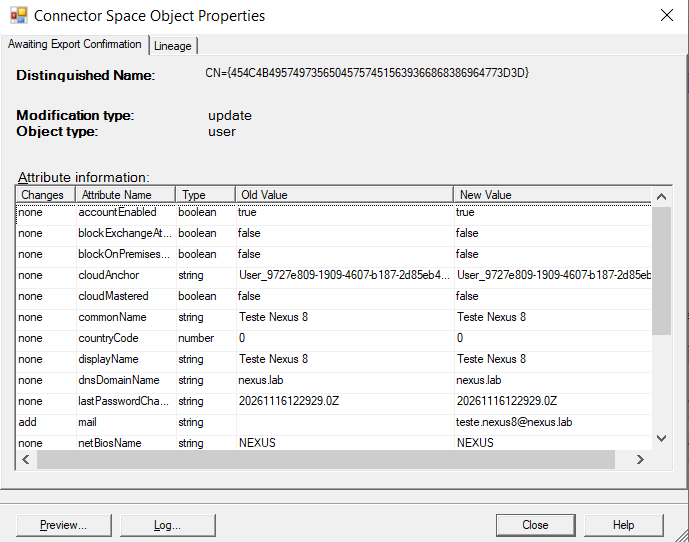 Connector Space Object Properties
Awaiting Export Confirmation Lineage
Distinquished Name: CN={454C4B4957497356504575745156393668683869647733D3D}
Modification type: update
Object type: user
Attribute information:
Changes Attribute Name Type Old Value New Value
none accountEnabled boolean true true
none blockExchangeAt... boolean false false
none blockOnPremises... boolean false false
none cloudAnchor string User_9727e809-1909-4607-b187-2d85eb4... User_9727e809-1909-4607-b187-2d85eb
none cloudMastered boolean false false
none commonName string Teste Nexus 8 Teste Nexus 8
none countryCode number 0 0
none displayName string Teste Nexus 8 Teste Nexus 8
none dnsDomainName string nexus.lab nexus.lab
none lastPasswordCha... string 20261116122929.0Z 20261116122929.0Z
add mail string teste.nexus8@nexus.lab
none netBiosName string NEXUS NEXUS
Preview... Log... Close Help